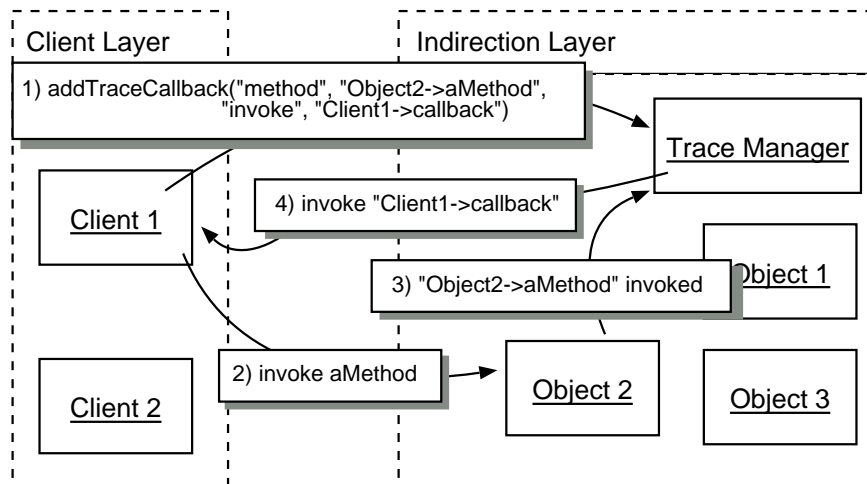 Client Layer
Indirection Layer
1) addTraceCallback("method", "Object2->aMethod",
"invoke", "Client1->callback")
Trace Manager
4) invoke "Client1->callback"
Client 1
3) "Object2->aMethod" invoked
Object 1
2) invoke aMethod
Client 2
Object 2
Object 3